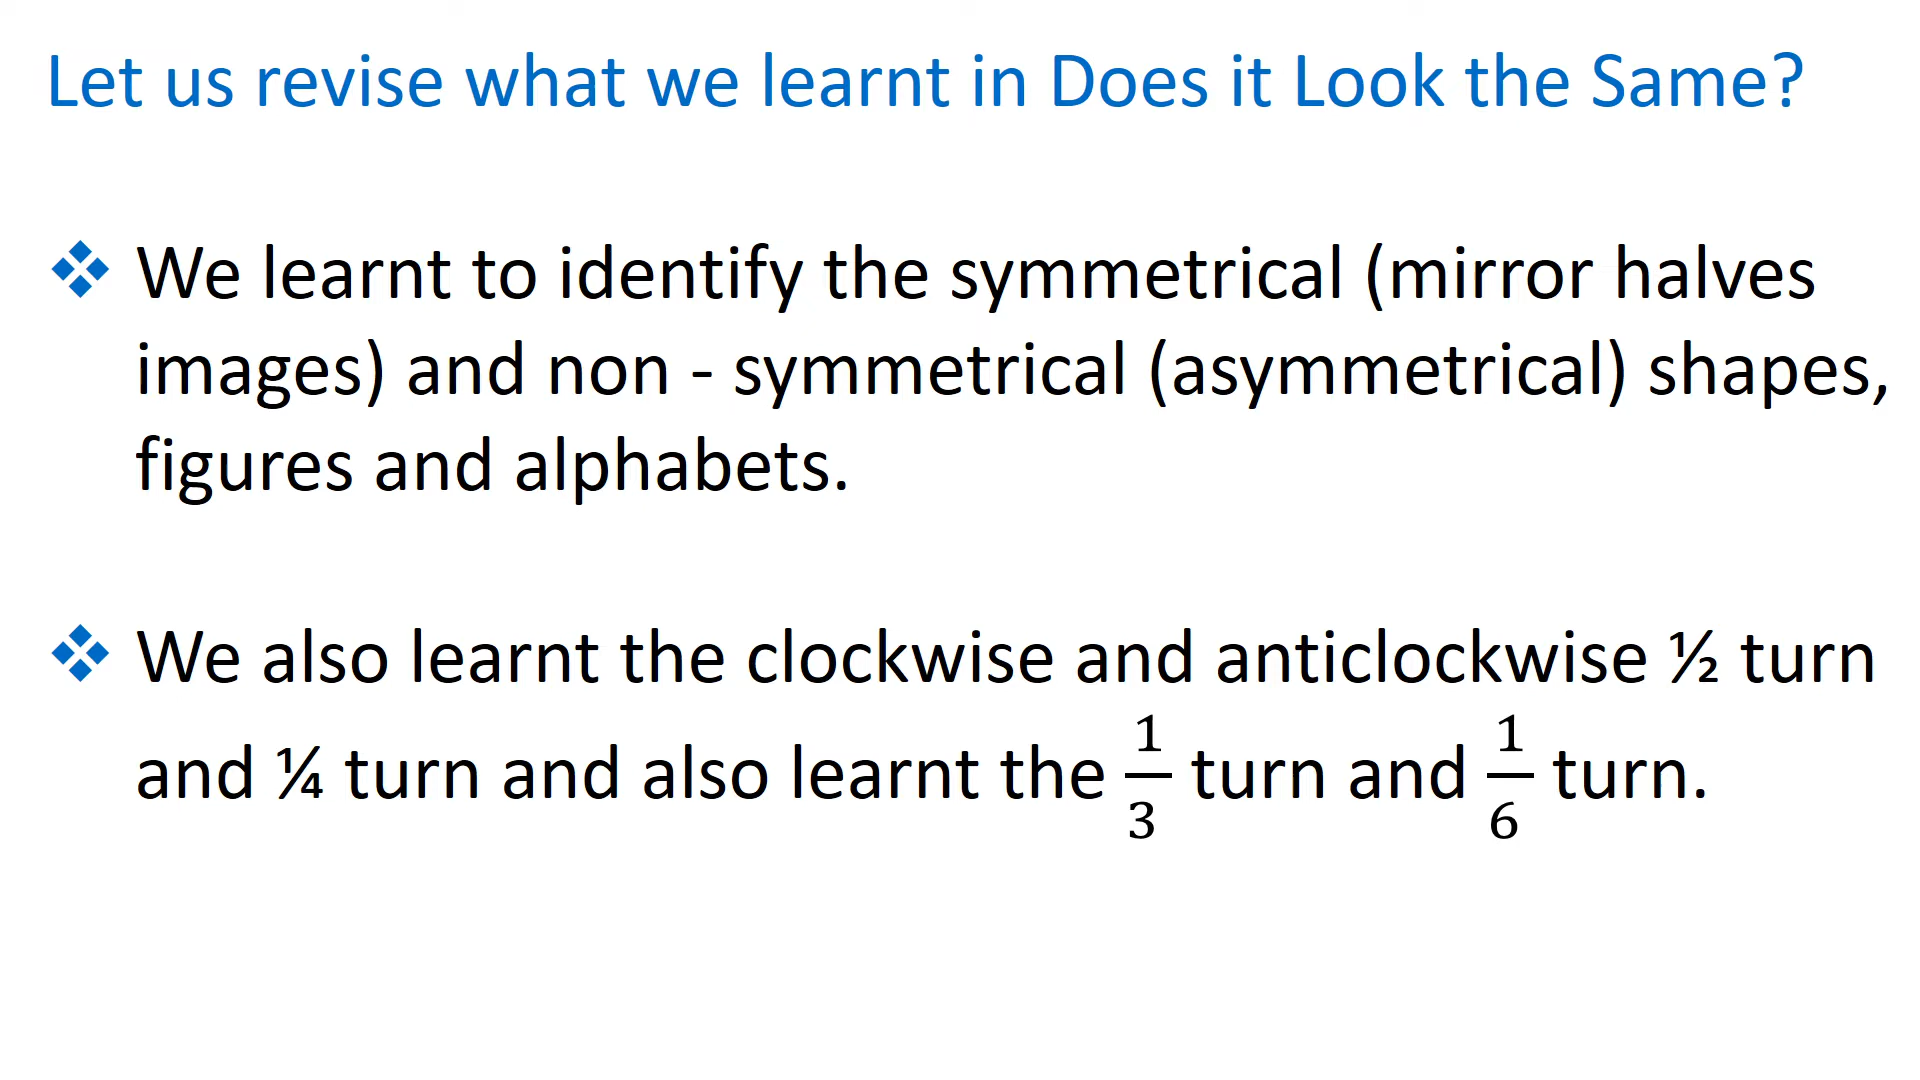 Let us revise what we learnt in Does it Look the Same?
❖ We learnt to identify the symmetrical (mirror halves
images) and non - symmetrical (asymmetrical) shapes,
figures and alphabets.
❖ We also learnt the clockwise and anticlockwise ½ turn
and ¼ turn and also learnt the 1/3 turn and 1/6 turn.